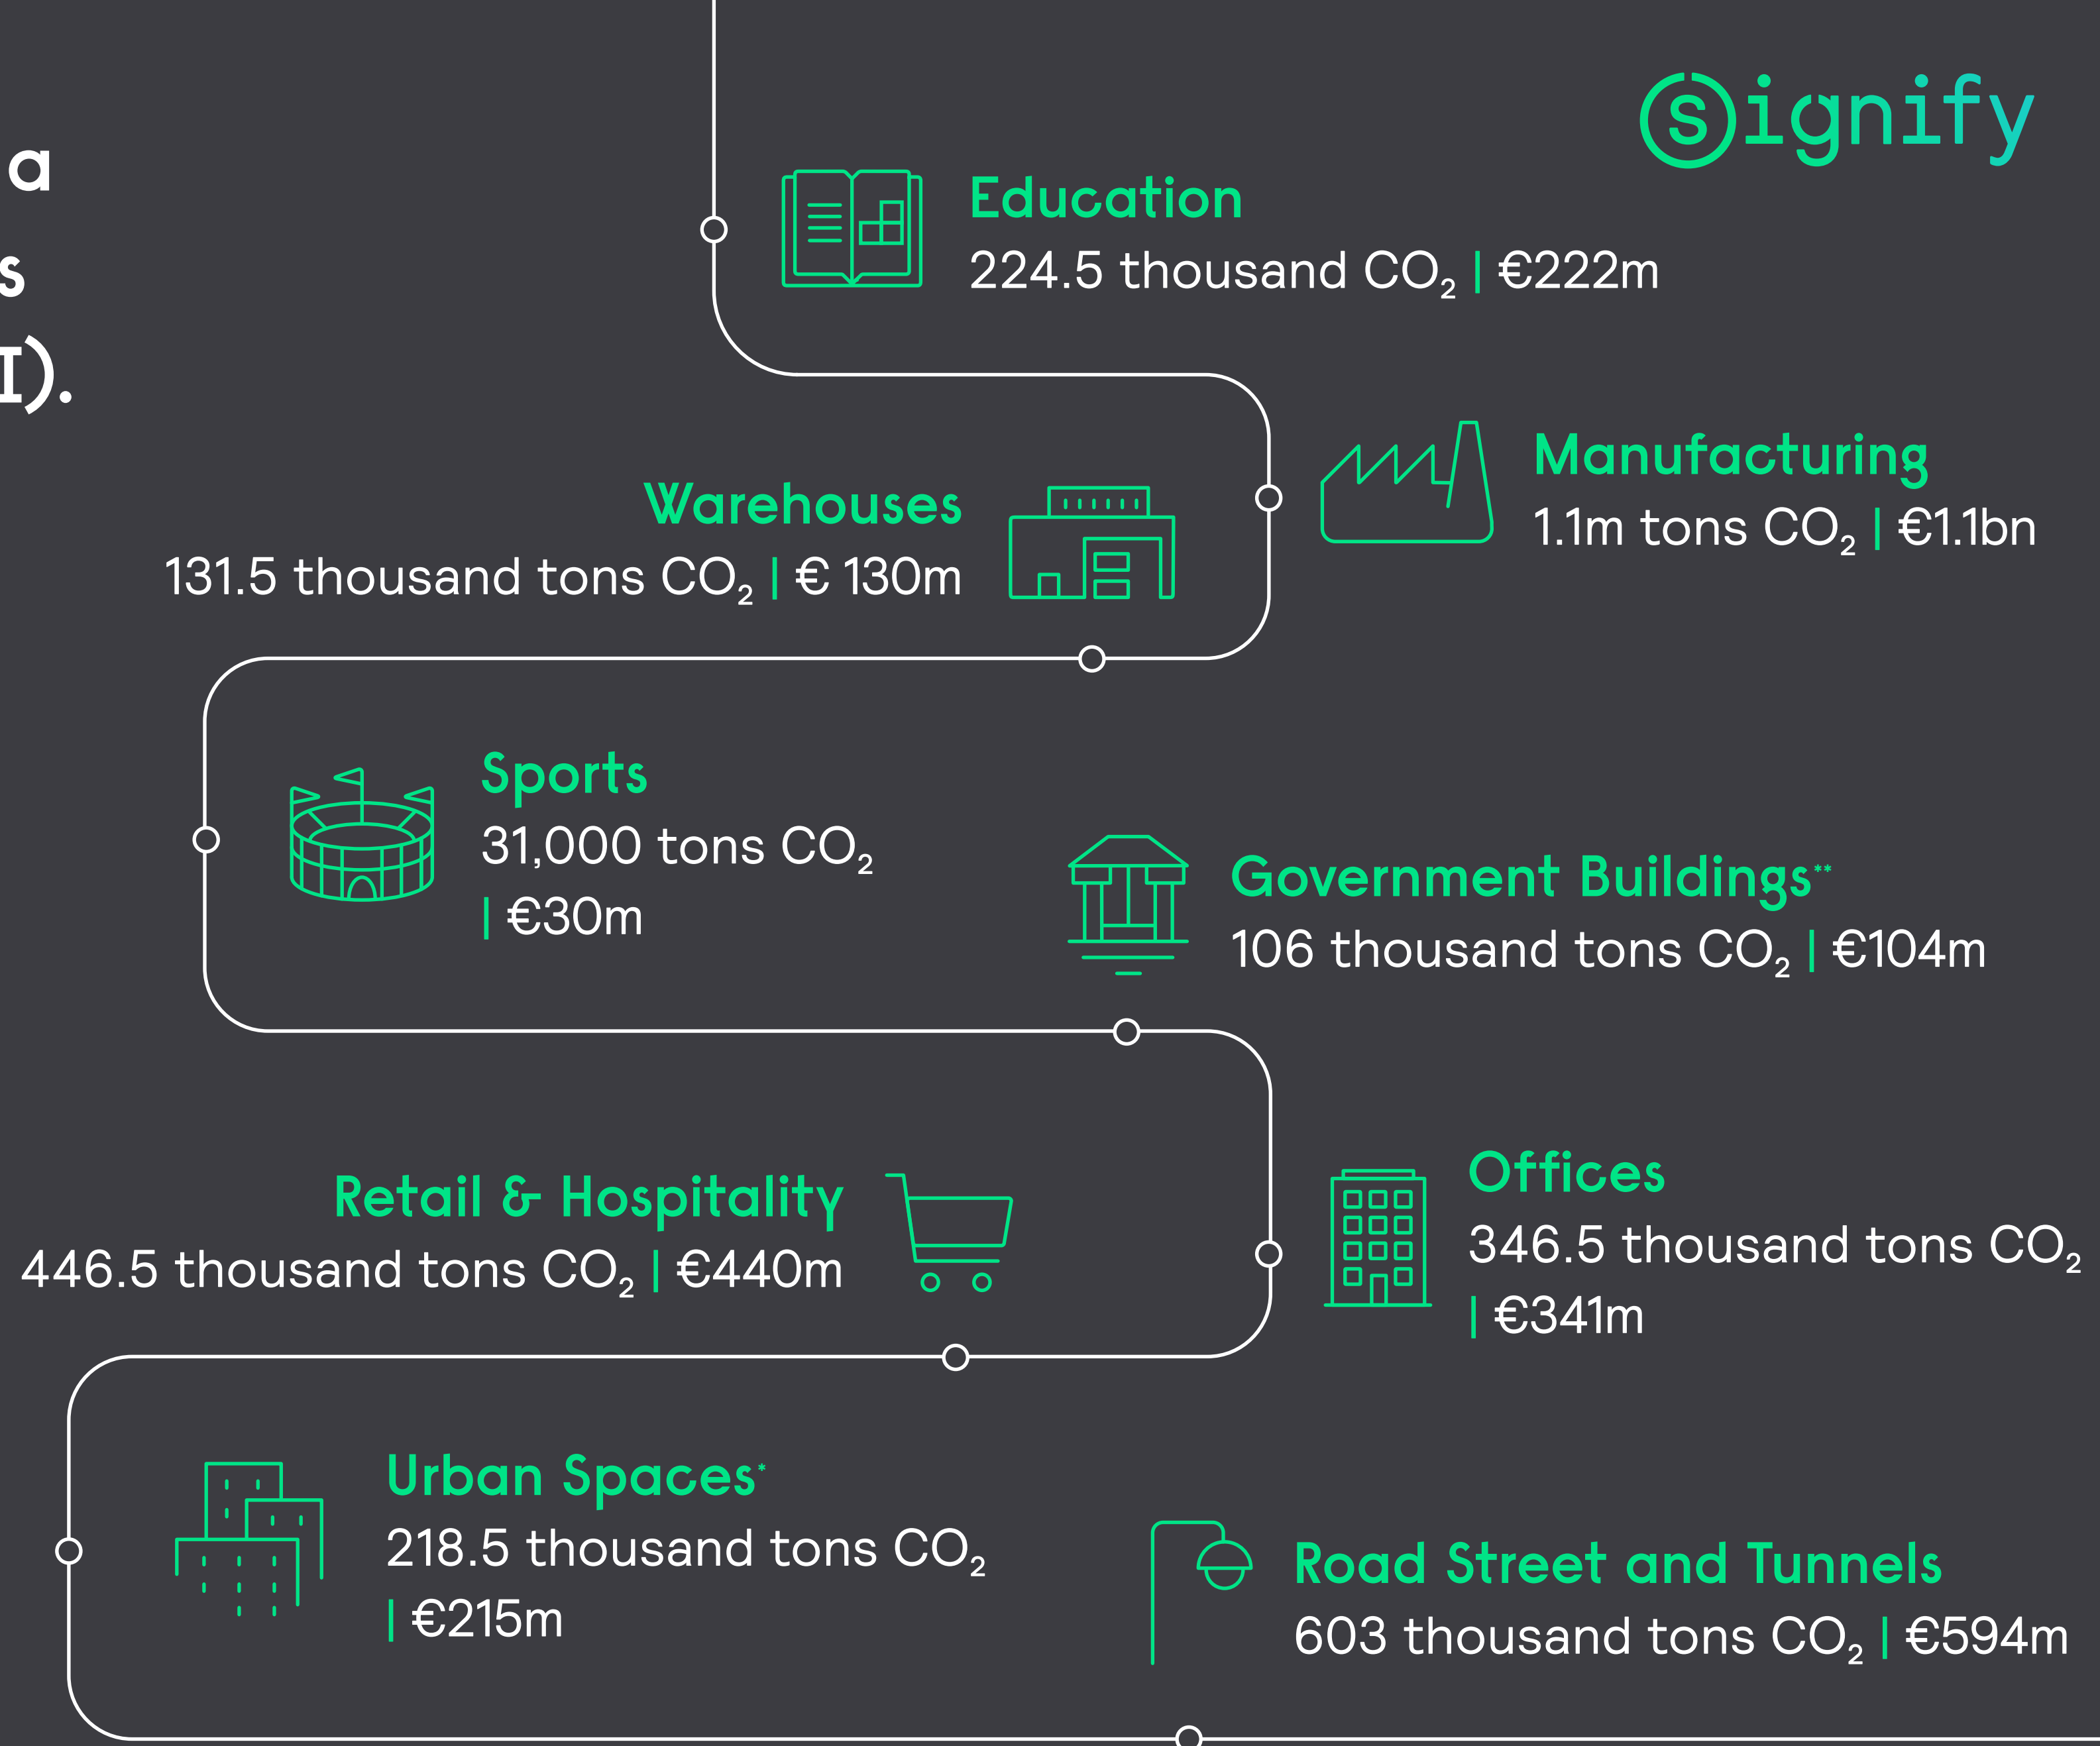 a
s
I).
Signify
Education
224.5 thousand CO₂ | €222m
Manufacturing
1.1m tons CO₂ | €1.1bn
Warehouses
131.5 thousand tons CO₂ | € 130m
Sports
31,000 tons CO₂
| €30m
Government Buildings**
106 thousand tons CO₂ | €104m
Retail & Hospitality
446.5 thousand tons CO₂ | €440m
Offices
346.5 thousand tons CO₂
| €341m
Urban Spaces*
218.5 thousand tons CO₂
| €215m
Road Street and Tunnels
603 thousand tons CO₂ | €594m